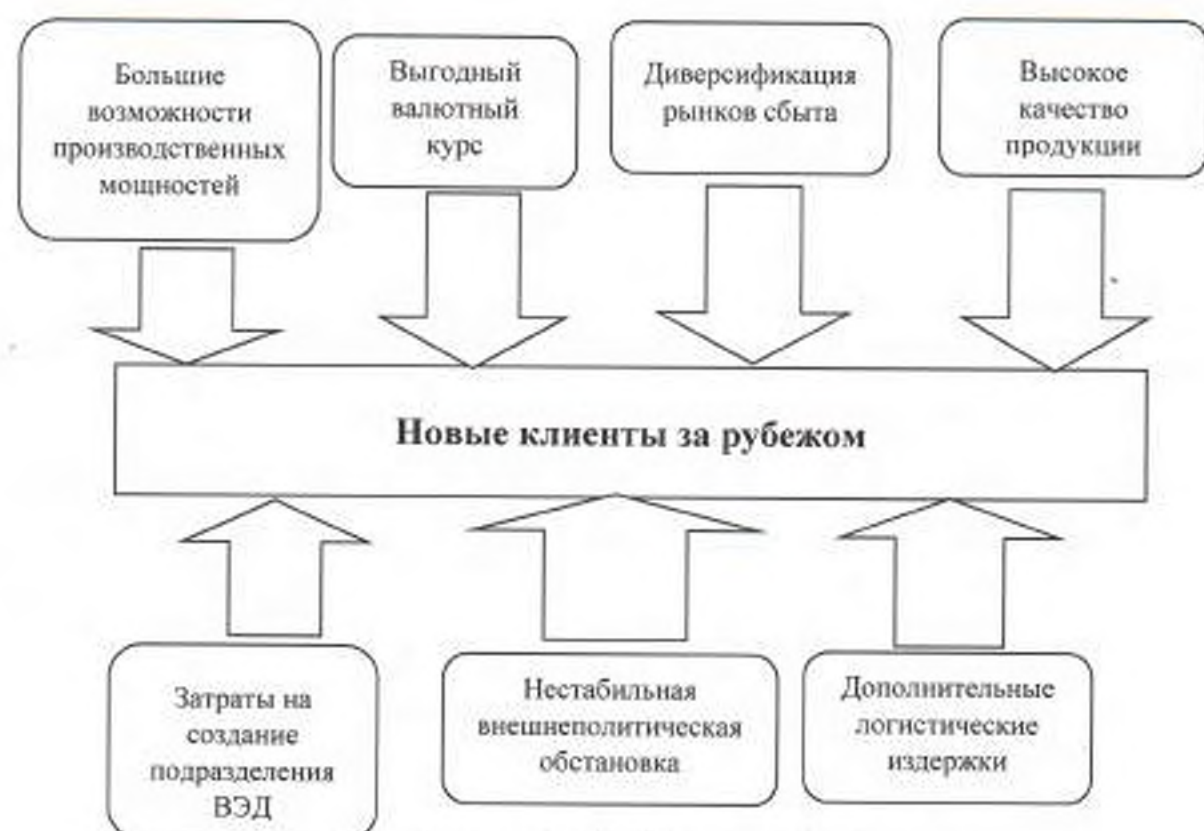 Большие
возможности
производственных
мощностей
Выгодный
валютный
курс
Диверсификация
рынков сбыта
Высокое
качество
продукции
Новые клиенты за рубежом
Затраты на
создание
подразделения
ВЭД
Нестабильная
внешнеполитическая
обстановка
Дополнительные
логистические
издержки